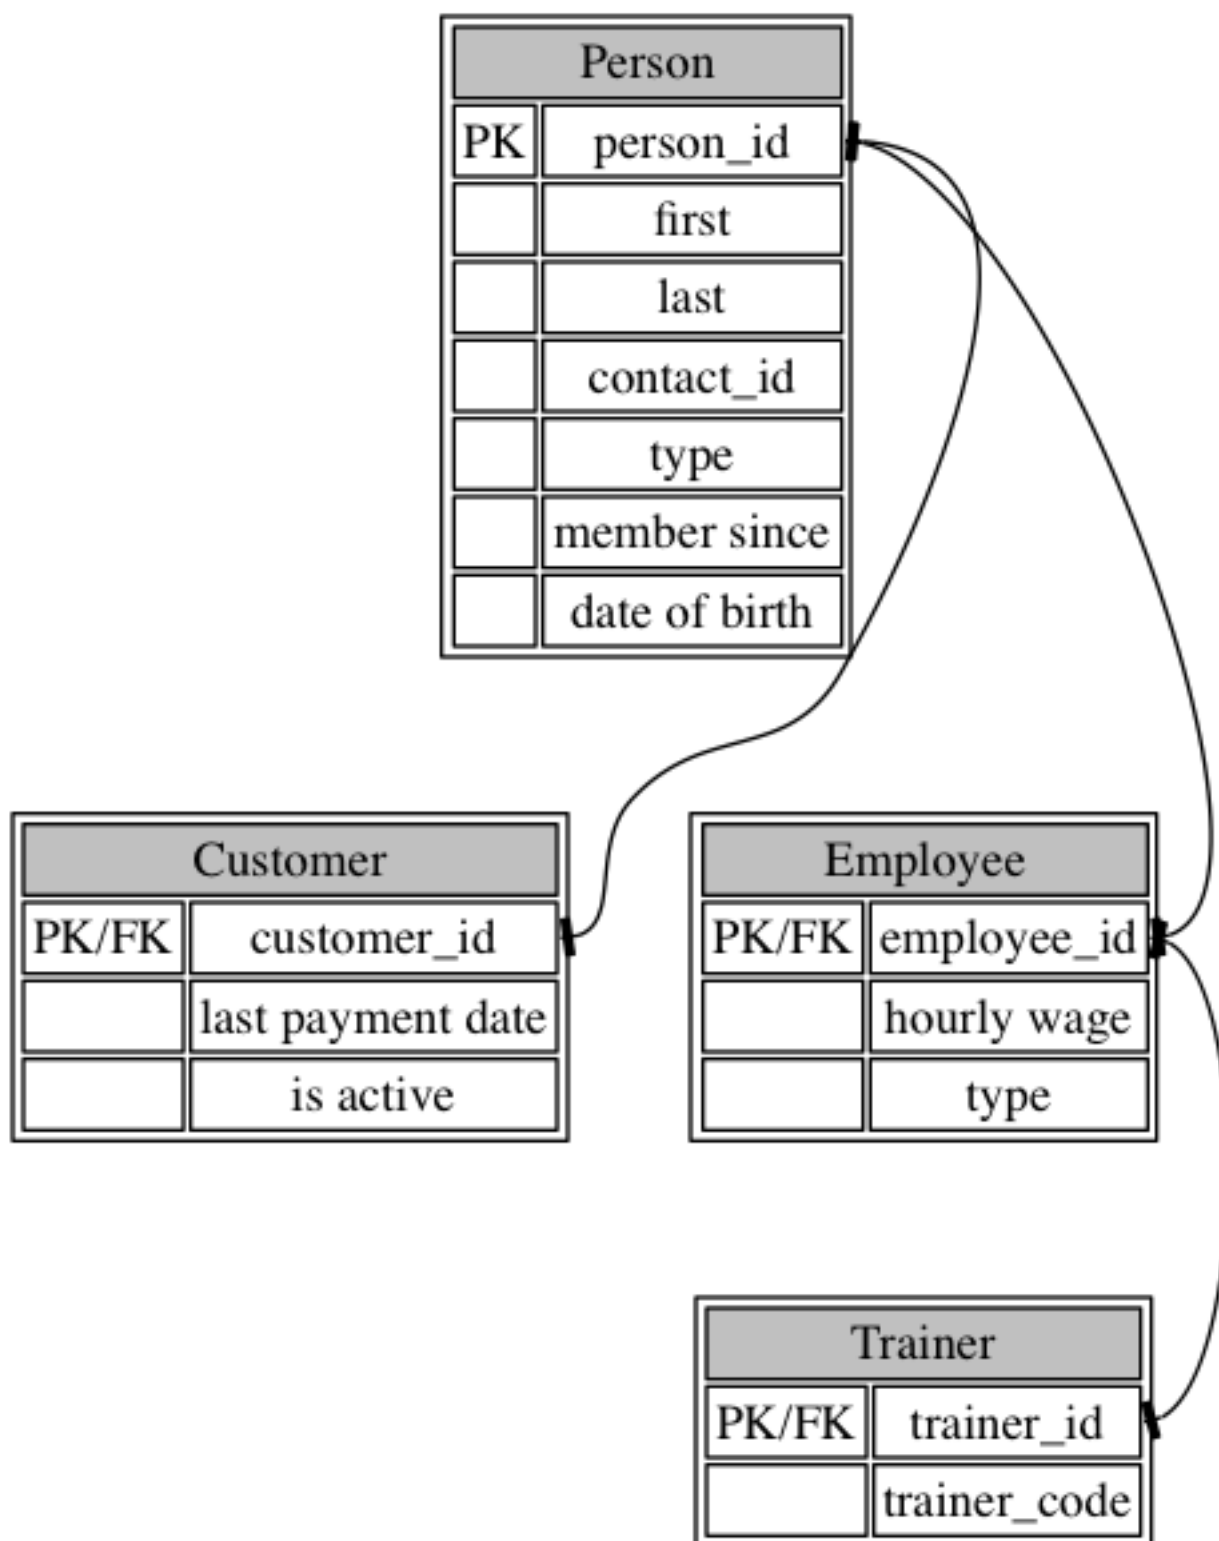 Person
PK person_id
first
last
contact_id
type
member since
date of birth
Customer
PK/FK customer_id
last payment date
is active
Employee
PK/FK employee_id
hourly wage
type
Trainer
PK/FK trainer_id
trainer_code